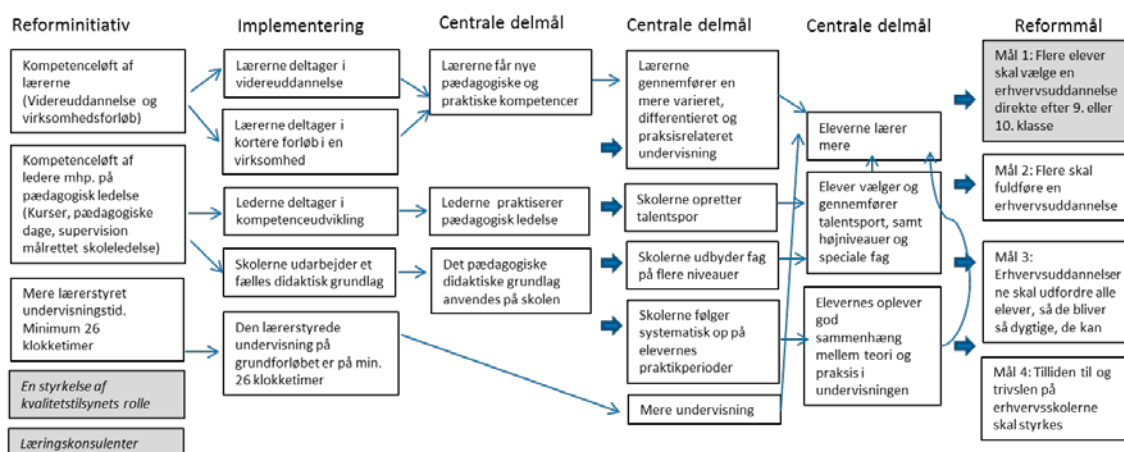 Reforminitiativ
Kompetenceløft af
lærerne
(Videreuddannelse og
virksomhedsforløb)
Kompetenceløft af
ledere mhp. på
pædagogisk ledelse
(Kurser, pædagogiske
dage, supervision
målrettet skoleledelse)
Mere lærerstyret
undervisningstid.
Minimum 26
klokketimer
En styrkelse af
kvalitetstilsynets rolle
Læringskonsulenter
Implementering
Lærerne deltager i
videreuddannelse
Lærerne deltager i
kortere forløb i en
virksomhed
Lederne deltager i
kompetenceudvikling
Skolerne udarbejder et
fælles didaktisk grundlag
Den lærerstyrede
undervisning på
grundforløbet er på min.
26 klokketimer
Centrale delmål
Lærerne får nye
pædagogiske og
praktiske kompetencer
Lederne praktiserer
pædagogisk ledelse
Det pædagogiske
didaktiske grundlag
anvendes på skolen
Centrale delmål
Lærerne
gennemfører en
mere varieret,
differentieret og
praksisrelateret
undervisning
Skolerne opretter
talentspor
Skolerne udbyder fag
på flere niveauer
Skolerne følger
systematisk op på
elevernes
praktikperioder
Mere undervisning
Centrale delmål
Eleverne lærer
mere
Elever vælger og
gennemfører
talentsport, samt
højniveauer og
speciale fag
Elevernes oplever
god
sammenhæng
mellem teori og
praksis i
undervisningen
Reformmål
Mål 1: Flere elever
skal vælge en
erhvervsuddannelse
direkte efter 9. eller
10. klasse
Mål 2: Flere skal
fuldføre en
erhvervsuddannelse
Mål 3:
Erhvervsuddannelser
ne skal udfordre alle
elever, så de bliver
så dygtige, de kan
Mål 4: Tilliden til og
trivslen på
erhvervsskolerne
skal styrkes